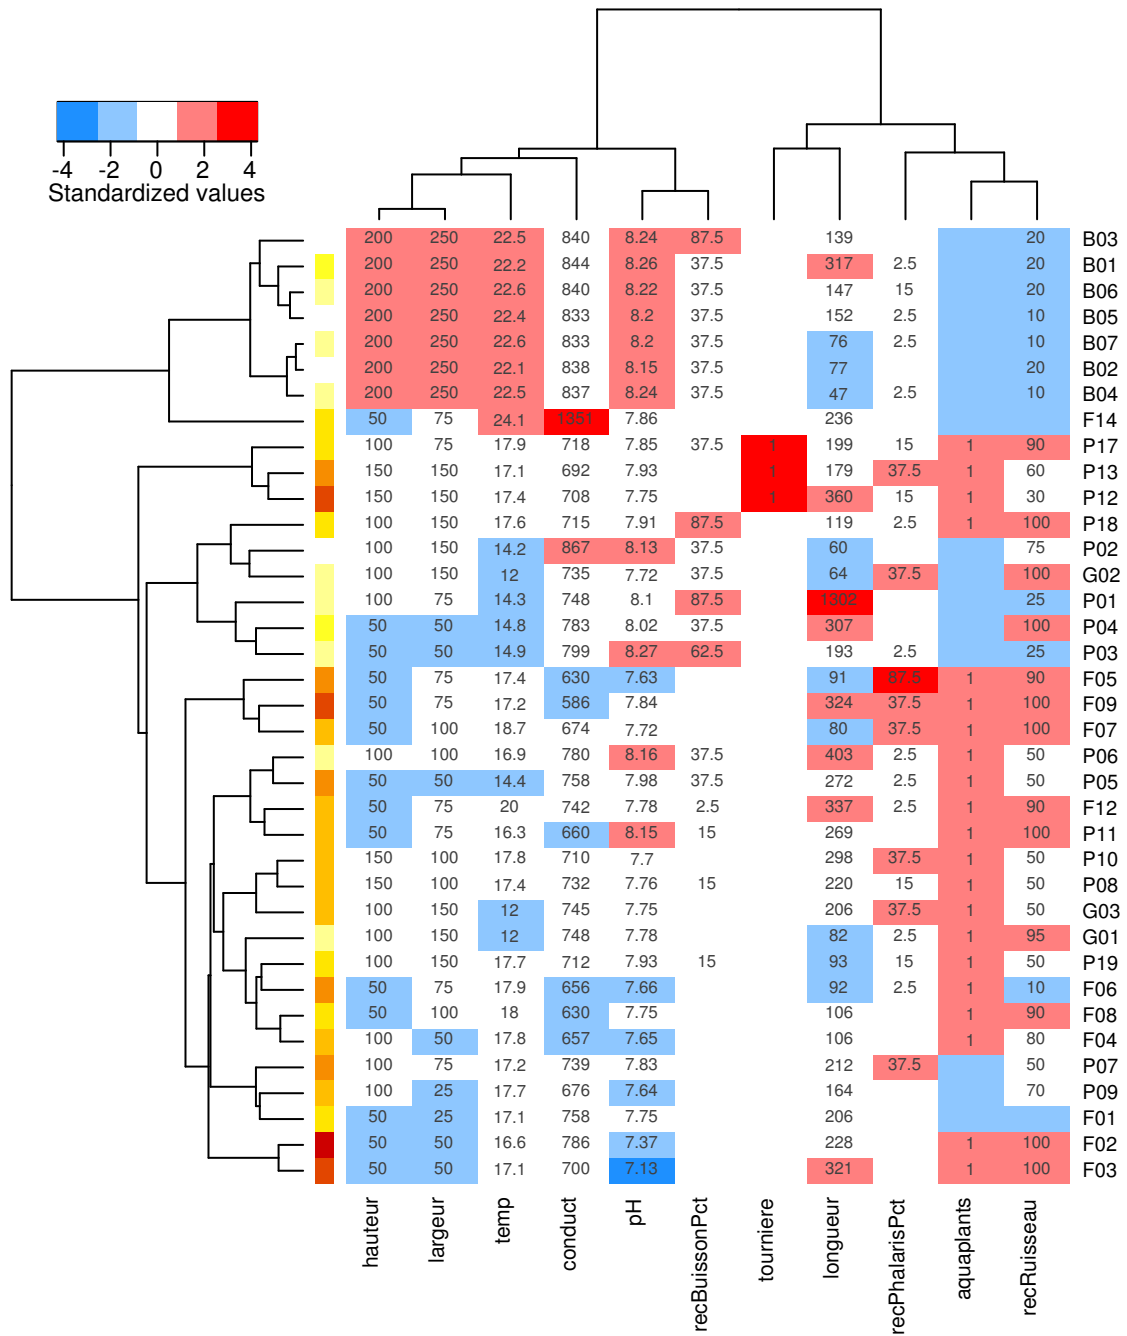 -4 -2 0 2 4
Standardized values
200 250 22.5 840 8.24 87.5 139 20 B03
200 250 22.2 844 8.26 37.5 317 2.5 20 B01
200 250 22.6 840 8.22 37.5 147 15 20 B06
200 250 22.4 833 8.2 37.5 152 2.5 10 B05
200 250 22.6 833 8.2 37.5 76 2.5 10 B07
200 250 22.1 838 8.15 37.5 77 20 B02
200 250 22.5 837 8.24 37.5 47 2.5 10 B04
50 75 24.1 1351 7.86 236 F14
100 75 17.9 718 7.85 37.5 1 199 15 1 90 P17
150 150 17.1 692 7.93 1 179 37.5 1 60 P13
150 150 17.4 708 7.75 1 360 15 1 30 P12
100 150 17.6 715 7.91 87.5 119 2.5 1 100 P18
100 150 14.2 867 8.13 37.5 60 75 P02
100 150 12 735 7.72 37.5 64 37.5 100 G02
100 75 14.3 748 8.1 87.5 1302 25 P01
50 50 14.8 783 8.02 37.5 307 100 P04
50 50 14.9 799 8.27 62.5 193 2.5 25 P03
50 75 17.4 630 7.63 91 87.5 1 90 F05
50 75 17.2 586 7.84 324 37.5 1 100 F09
50 100 18.7 674 7.72 80 37.5 1 100 F07
100 100 16.9 780 8.16 37.5 403 2.5 1 50 P06
50 50 14.4 758 7.98 37.5 272 2.5 1 50 P05
50 75 20 742 7.78 2.5 337 2.5 1 90 F12
50 75 16.3 660 8.15 15 269 1 100 P11
150 100 17.8 710 7.7 298 37.5 1 50 P10
150 100 17.4 732 7.76 15 220 15 1 50 P08
100 150 12 745 7.75 206 37.5 1 50 G03
100 150 12 748 7.78 82 2.5 1 95 G01
100 150 17.7 712 7.93 15 93 15 1 50 P19
50 75 17.9 656 7.66 92 2.5 1 10 F06
50 100 18 630 7.75 106 1 90 F08
100 50 17.8 657 7.65 106 1 80 F04
100 75 17.2 739 7.83 212 37.5 50 P07
100 25 17.7 676 7.64 164 70 P09
50 25 17.1 758 7.75 206 F01
50 50 16.6 786 7.37 228 1 100 F02
50 50 17.1 700 7.13 321 1 100 F03
hauteur largeur temp conduct pH recBuissonPct tourniere longueur recPhalarisPct aquaplants recRuisseau